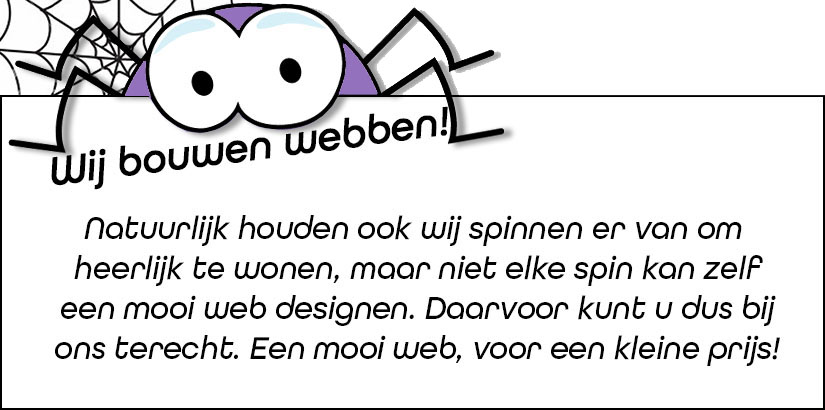 Wij bouwen webben!
Natuurlijk houden ook wij spinnen er van om
heerlijk te wonen, maar niet elke spin kan zelf
een mooi web designen. Daarvoor kunt u dus bij
ons terecht. Een mooi web, voor een kleine prijs!